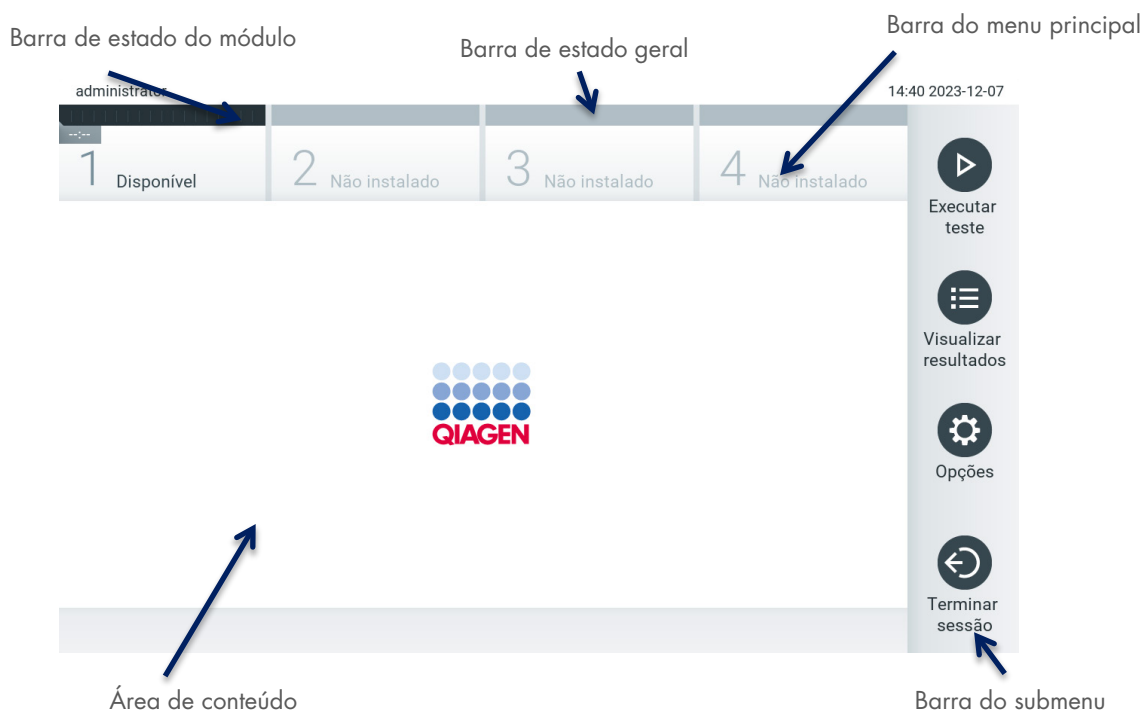 Barra de estado do módulo
Barra de estado geral
Barra do menu principal
administrator
14:40 2023-12-07
--:--
1 Disponível
2 Não instalado
3 Não instalado
4 Não instalado
Executar
teste
Visualizar
resultados
QIAGEN
Opções
Terminar
sessão
Área de conteúdo
Barra do submenu